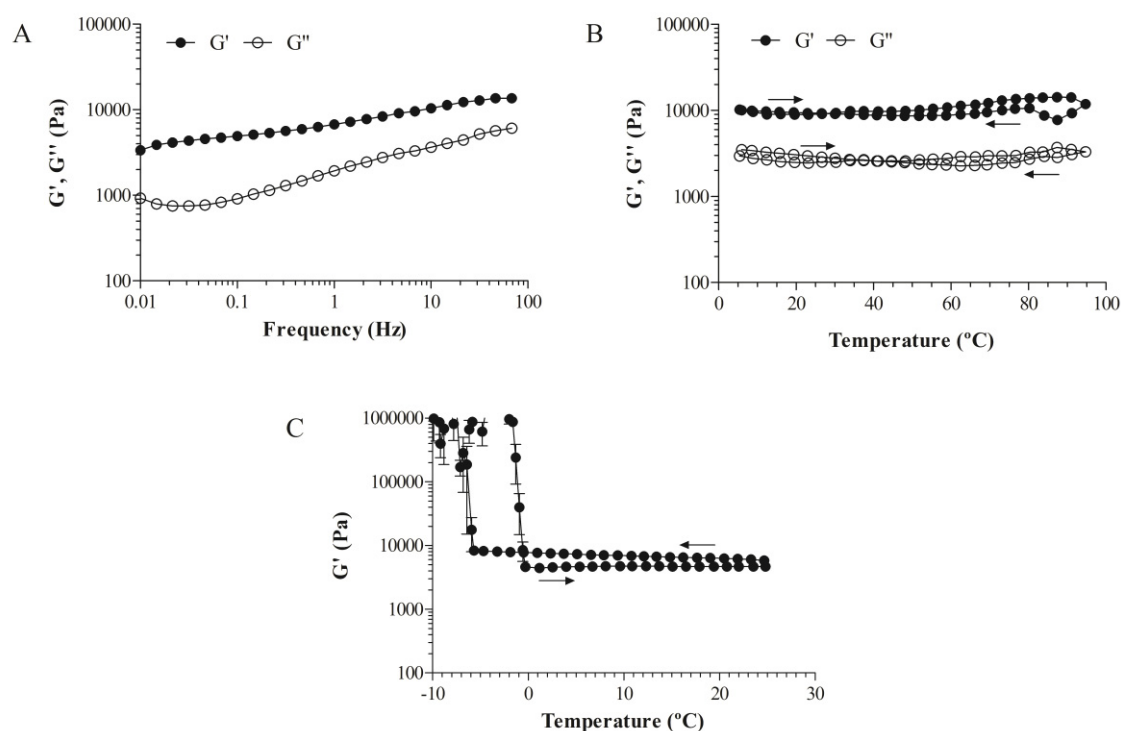 A
G' G''
G', G'' (Pa)
100000
10000
1000
100
0.01 0.1 1 10 100
Frequency (Hz)
B
G' G''
G', G'' (Pa)
100000
10000
1000
100
0 20 40 60 80 100
Temperature (ºC)
C
G' (Pa)
1000000
100000
10000
1000
100
-10 0 10 20 30
Temperature (ºC)